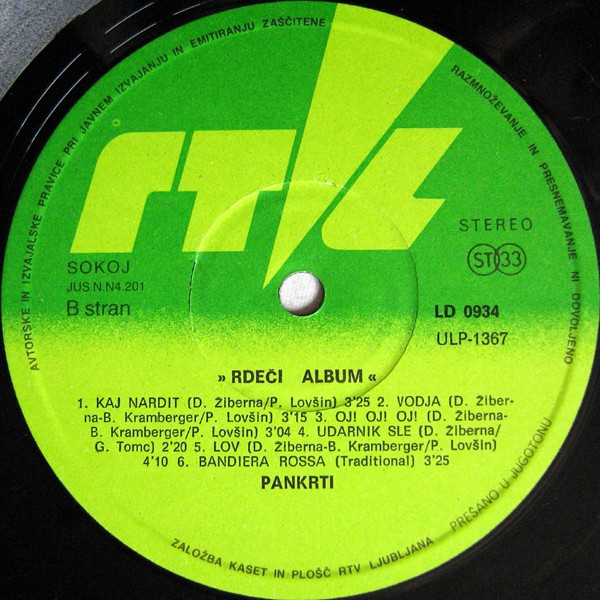 AVTORSKE IN IZVAJALSKE PRAVICE PRI JAVNEM IZVAJANJU IN EMITIRANJU ZAŠČITENE
RAZMNOŽEVANJE IN PRESNEMAVANJE NI DOVOLJENO
rtl
STEREO
ST 33
SOKOJ
JUS N.N4.201
B stran
LD 0934
ULP-1367
» RDEČI ALBUM «
1. KAJ NARDIT (D. Žiberna/P. Lovšin) 3'25 2. VODJA (D. Žiber-
na-B. Kramberger/P. Lovšin) 3'15 3. OJ! OJ! OJ! (D. Žiberna-
B. Kramberger/P. Lovšin) 3'04 4. UDARNIK SLE (D. Žiberna/
G. Tomc) 2'20 5. LOV (D. Žiberna-B. Kramberger/P. Lovšin)
4'10 6. BANDIERA ROSSA (Traditional) 3'25
PANKRTI
ZALOŽBA KASET IN PLOŠČ RTV LJUBLJANA
PREŠANO U JUGOTONU